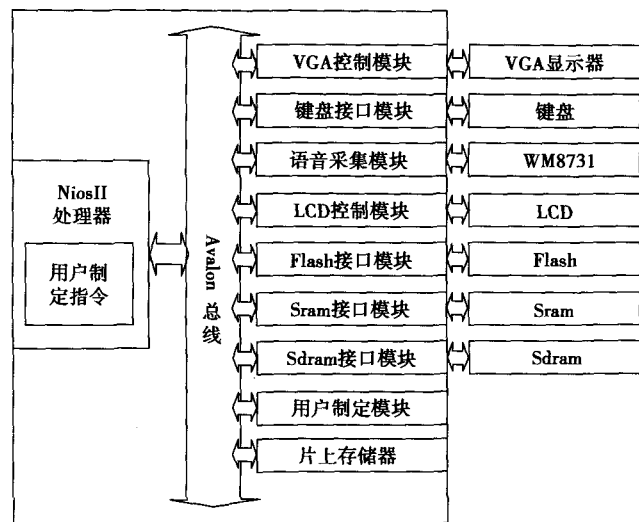 VGA控制模块
VGA显示器
键盘接口模块
键盘
语音采集模块
WM8731
NiosII
处理器
用户制
定指令
Avalon 总线
LCD控制模块
LCD
Flash接口模块
Flash
Sram接口模块
Sram
Sdram接口模块
Sdram
用户制定模块
片上存储器